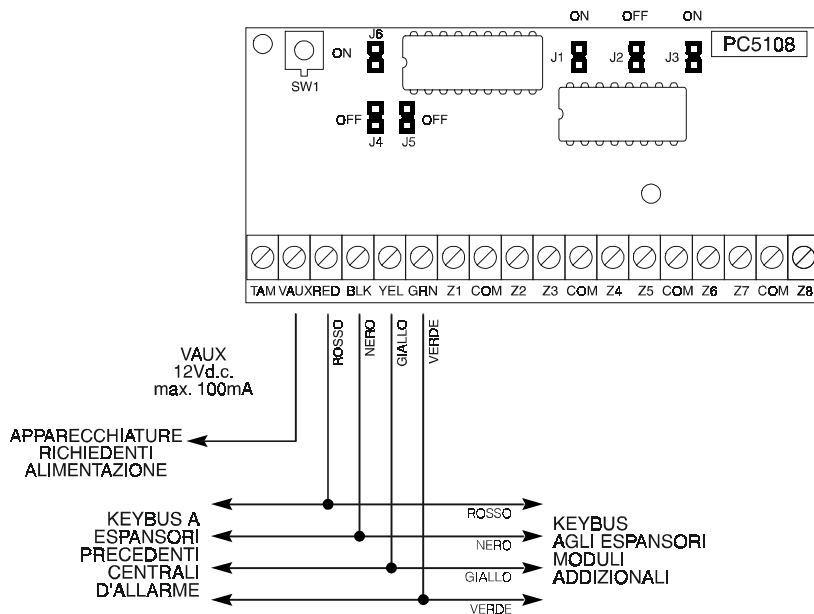 ON OFF ON
J6
ON
J1 J2 J3
PC5108
SW1
OFF OFF
J4 J5
TAM VAUX RED BLK YEL GRN Z1 COM Z2 Z3 COM Z4 Z5 COM Z6 Z7 COM Z8
ROSSO
NERO
GIALLO
VERDE
VAUX
12Vd.c.
max. 100mA
APPARECCHIATURE
RICHIEDENTI
ALIMENTAZIONE
KEYBUS A
ESPANSORI
PRECEDENTI
CENTRALI
D'ALLARME
ROSSO
NERO
GIALLO
VERDE
KEYBUS
AGLI ESPANSORI
MODULI
ADDIZIONALI